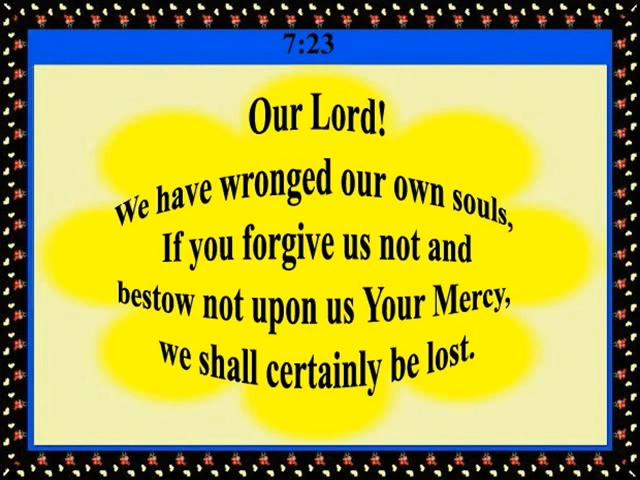 7:23
Our Lord!
We have wronged our own souls,
If you forgive us not and
bestow not upon us Your Mercy,
we shall certainly be lost.